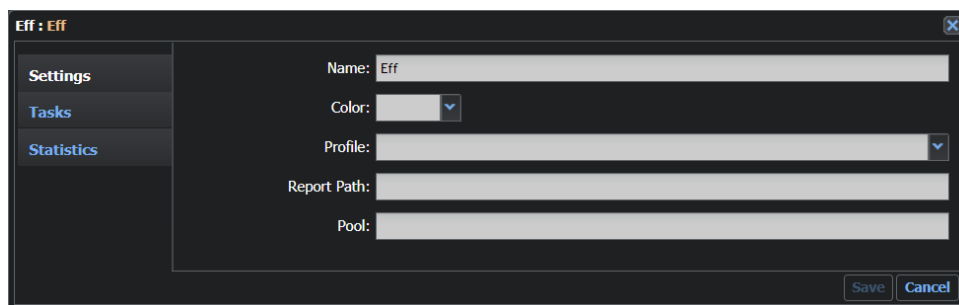 Eff : Eff
Settings
Tasks
Statistics
Name: Eff
Color:
Profile:
Report Path:
Pool:
Save Cancel